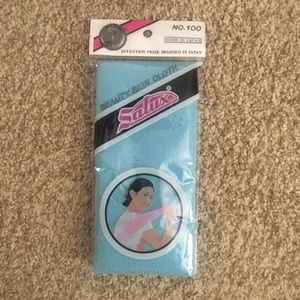 NO.100
MADE IN JAPAN
INVENTION PRIZE AWARDED IN JAPAN
BEAUTY SKIN CLOTH
Salux